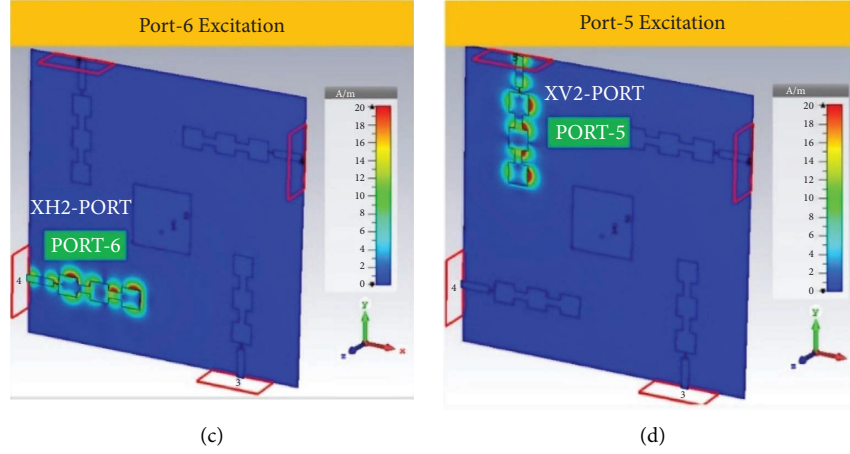 Port-6 Excitation
A/m
20
18
16
14
12
10
8
6
4
2
0
XH2-PORT
PORT-6
4
3
y
x
z
(c)
Port-5 Excitation
A/m
20
18
16
14
12
10
8
6
4
2
0
XV2-PORT
PORT-5
4
3
y
z
(d)